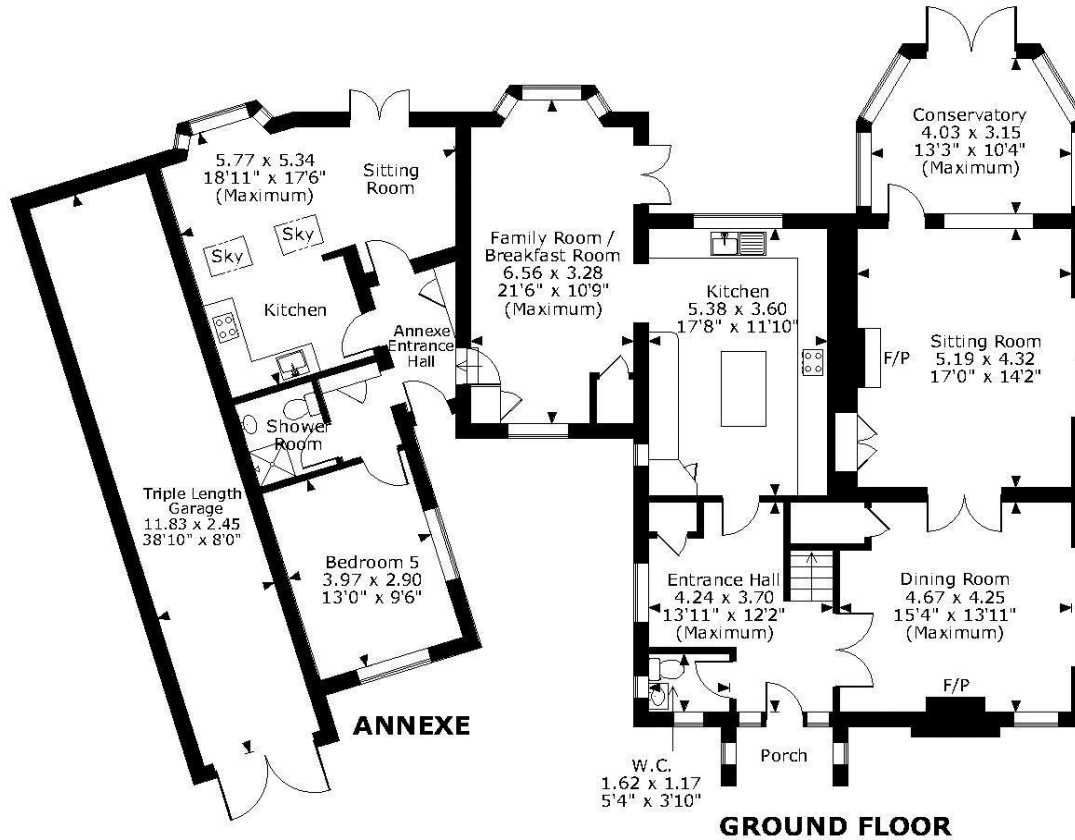 Conservatory
4.03 x 3.15
13'3" x 10'4"
(Maximum)
5.77 x 5.34
18'11" x 17'6"
(Maximum)
Sitting
Room
Sky
Sky
Kitchen
Annexe
Entrance
Hall
Family Room /
Breakfast Room
6.56 x 3.28
21'6" x 10'9"
(Maximum)
Kitchen
5.38 x 3.60
17'8" x 11'10"
F/P
Sitting Room
5.19 x 4.32
17'0" x 14'2"
Shower
Room
Triple Length
Garage
11.83 x 2.45
38'10" x 8'0"
Bedroom 5
3.97 x 2.90
13'0" x 9'6"
Entrance Hall
4.24 x 3.70
13'11" x 12'2"
(Maximum)
Dining Room
4.67 x 4.25
15'4" x 13'11"
(Maximum)
F/P
ANNEXE
Porch
W.C.
1.62 x 1.17
5'4" x 3'10"
GROUND FLOOR